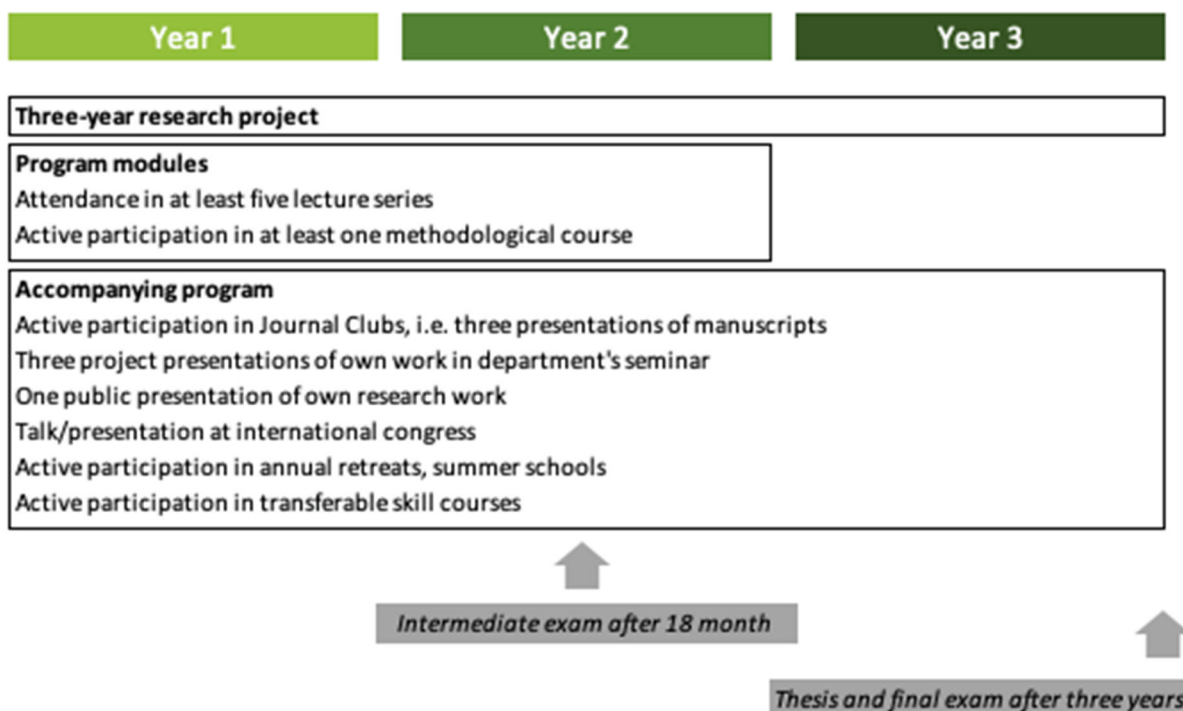 Year 1
Year 2
Year 3
Three-year research project
Program modules
Attendance in at least five lecture series
Active participation in at least one methodological course
Accompanying program
Active participation in Journal Clubs, i.e. three presentations of manuscripts
Three project presentations of own work in department's seminar
One public presentation of own research work
Talk/presentation at international congress
Active participation in annual retreats, summer schools
Active participation in transferable skill courses
Intermediate exam after 18 month
Thesis and final exam after three years